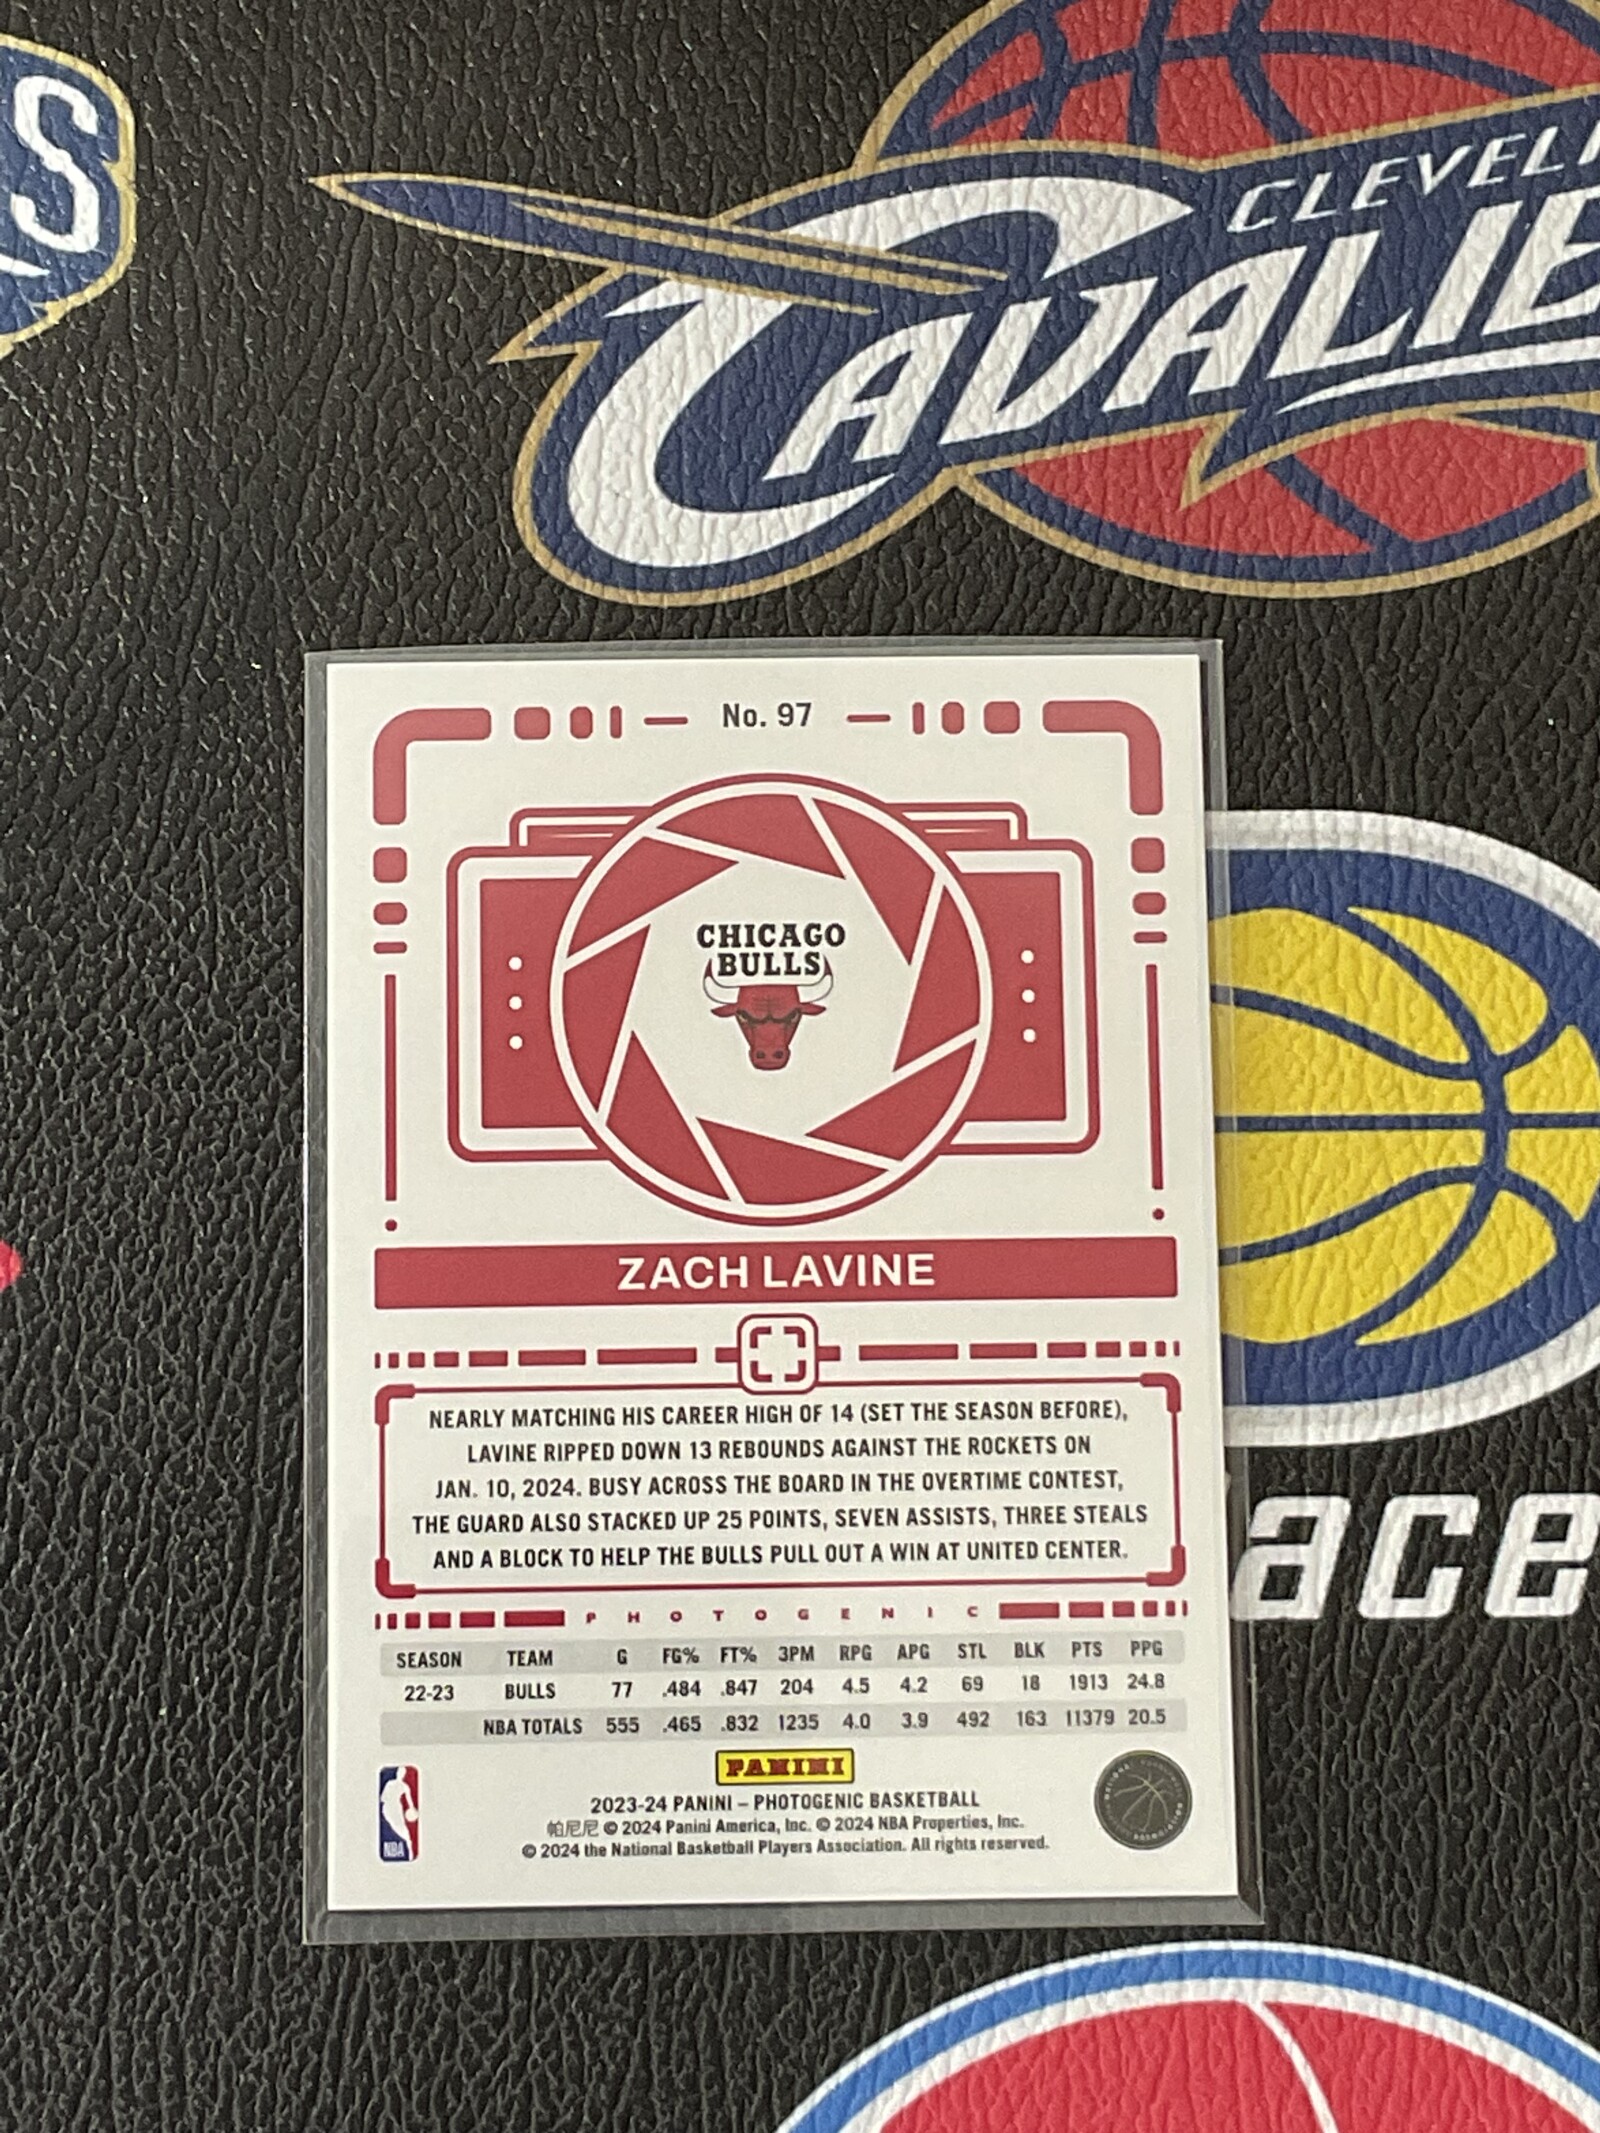 S
CLEVEL
CAVALIE
No. 97
CHICAGO
BULLS
ZACH LAVINE
NEARLY MATCHING HIS CAREER HIGH OF 14 (SET THE SEASON BEFORE),
LAVINE RIPPED DOWN 13 REBOUNDS AGAINST THE ROCKETS ON
JAN. 10, 2024. BUSY ACROSS THE BOARD IN THE OVERTIME CONTEST,
THE GUARD ALSO STACKED UP 25 POINTS, SEVEN ASSISTS, THREE STEALS
AND A BLOCK TO HELP THE BULLS PULL OUT A WIN AT UNITED CENTER.
ace
PHOTOGENIC
SEASON TEAM G FG% FT% 3PM RPG APG STL BLK PTS PPG
22-23 BULLS 77 .484 .847 204 4.5 4.2 69 18 1913 24.8
NBA TOTALS 555 .465 .832 1235 4.0 3.9 492 163 11379 20.5
PANINI
NBA
2023-24 PANINI – PHOTOGENIC BASKETBALL
帕尼尼 © 2024 Panini America, Inc. © 2024 NBA Properties, Inc.
© 2024 the National Basketball Players Association. All rights reserved.